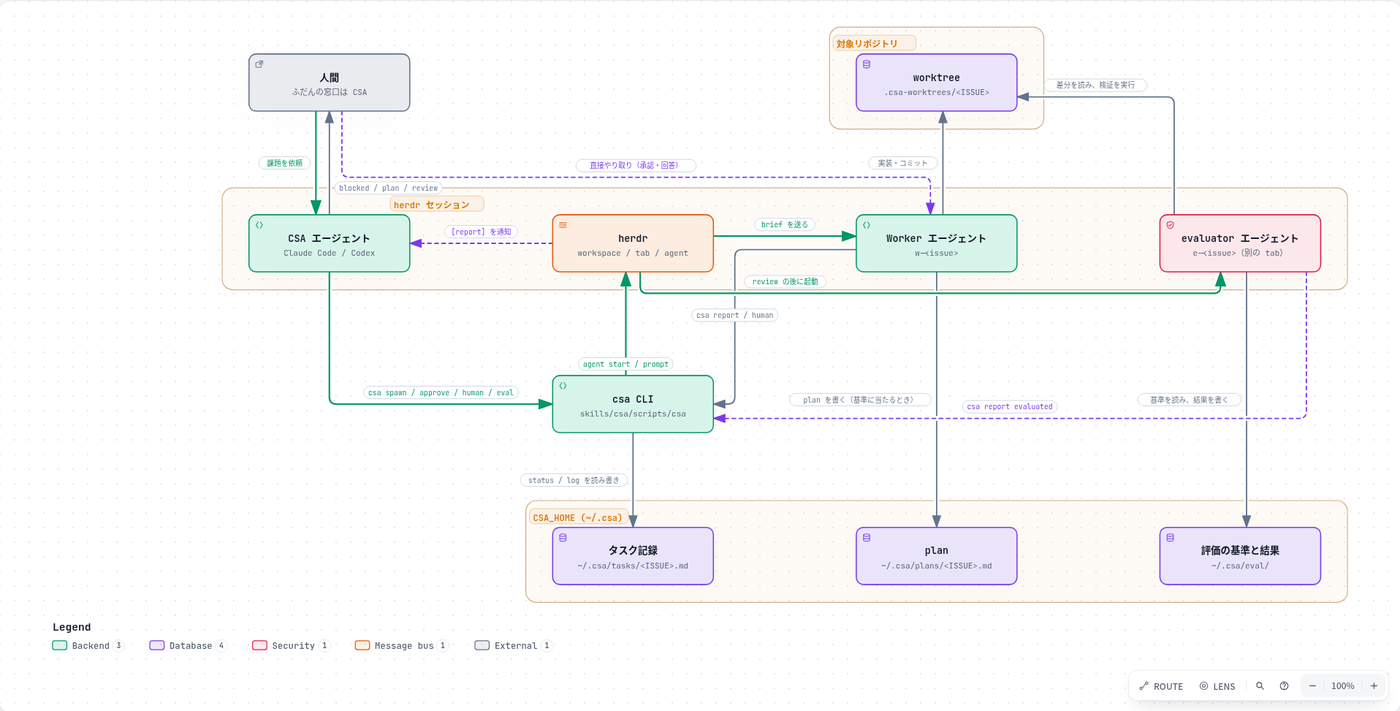 対象リポジトリ
人間
ふだんの窓口は CSA
worktree
.csa-worktrees/<ISSUE>
差分を読み、検証を実行
課題を依頼
直接やり取り（承認・回答）
実装・コミット
blocked / plan / review
herdr セッション
CSA エージェント
Claude Code / Codex
[report] を通知
herdr
workspace / tab / agent
brief を送る
Worker エージェント
w-<issue>
evaluator エージェント
e-<issue>（別の tab）
review の後に起動
csa report / human
agent start / prompt
csa spawn / approve / human / eval
csa CLI
skills/csa/scripts/csa
plan を書く（基準に当たるとき）
csa report evaluated
基準を読み、結果を書く
status / log を読み書き
CSA_HOME (~/.csa)
タスク記録
~/.csa/tasks/<ISSUE>.md
plan
~/.csa/plans/<ISSUE>.md
評価の基準と結果
~/.csa/eval/
Legend
Backend 3
Database 4
Security 1
Message bus 1
External 1
ROUTE
LENS
− 100% +